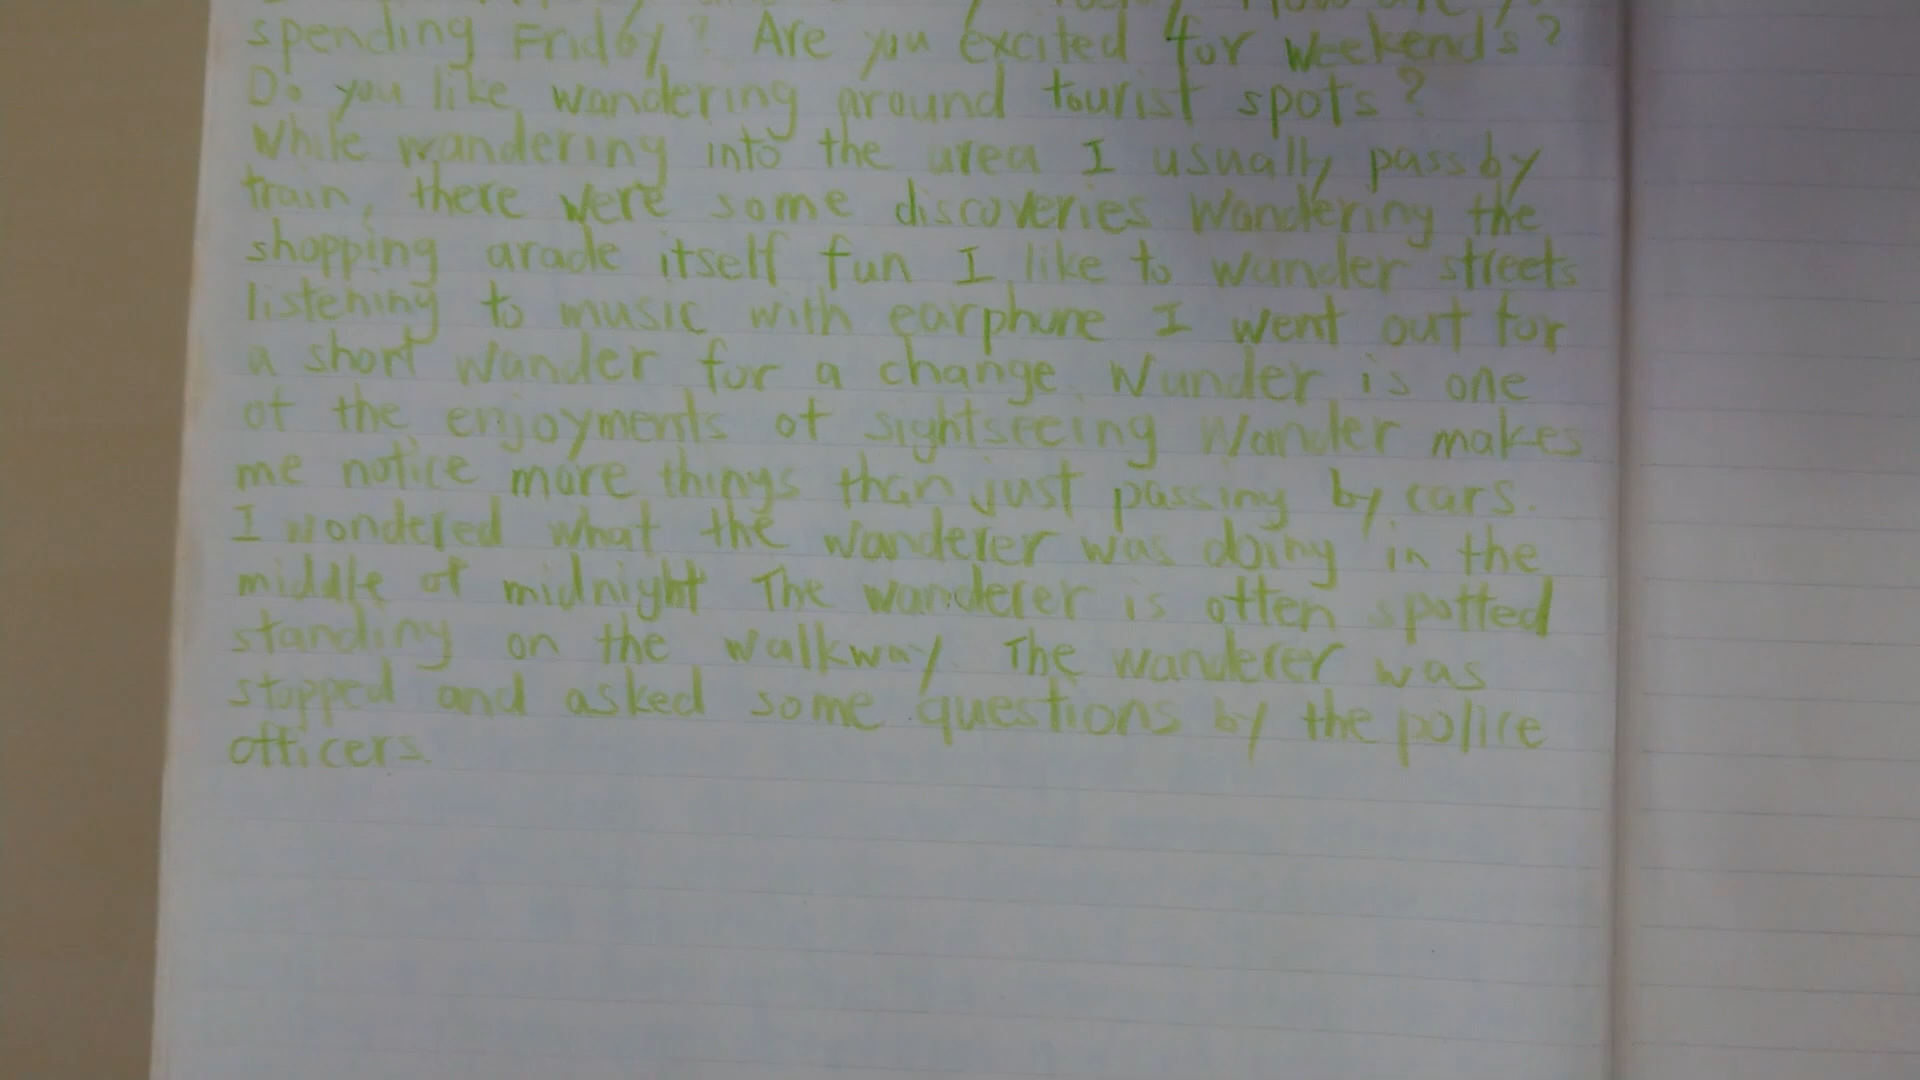 spending Friday? Are you excited for weekends?
Do you like wandering around tourist spots?
While wandering into the area I usually pass by
train, there were some discoveries Wandering the
shopping arade itself fun I like to wander streets
listening to music with earphone I went out for
a short wander for a change. Wander is one
of the enjoyments of sightseeing Wander makes
me notice more things than just passing by cars.
I wondered what the wanderer was doing in the
middle of midnight The wanderer is often spotted
standing on the walkway. The wanderer was
stopped and asked some questions by the police
officers.